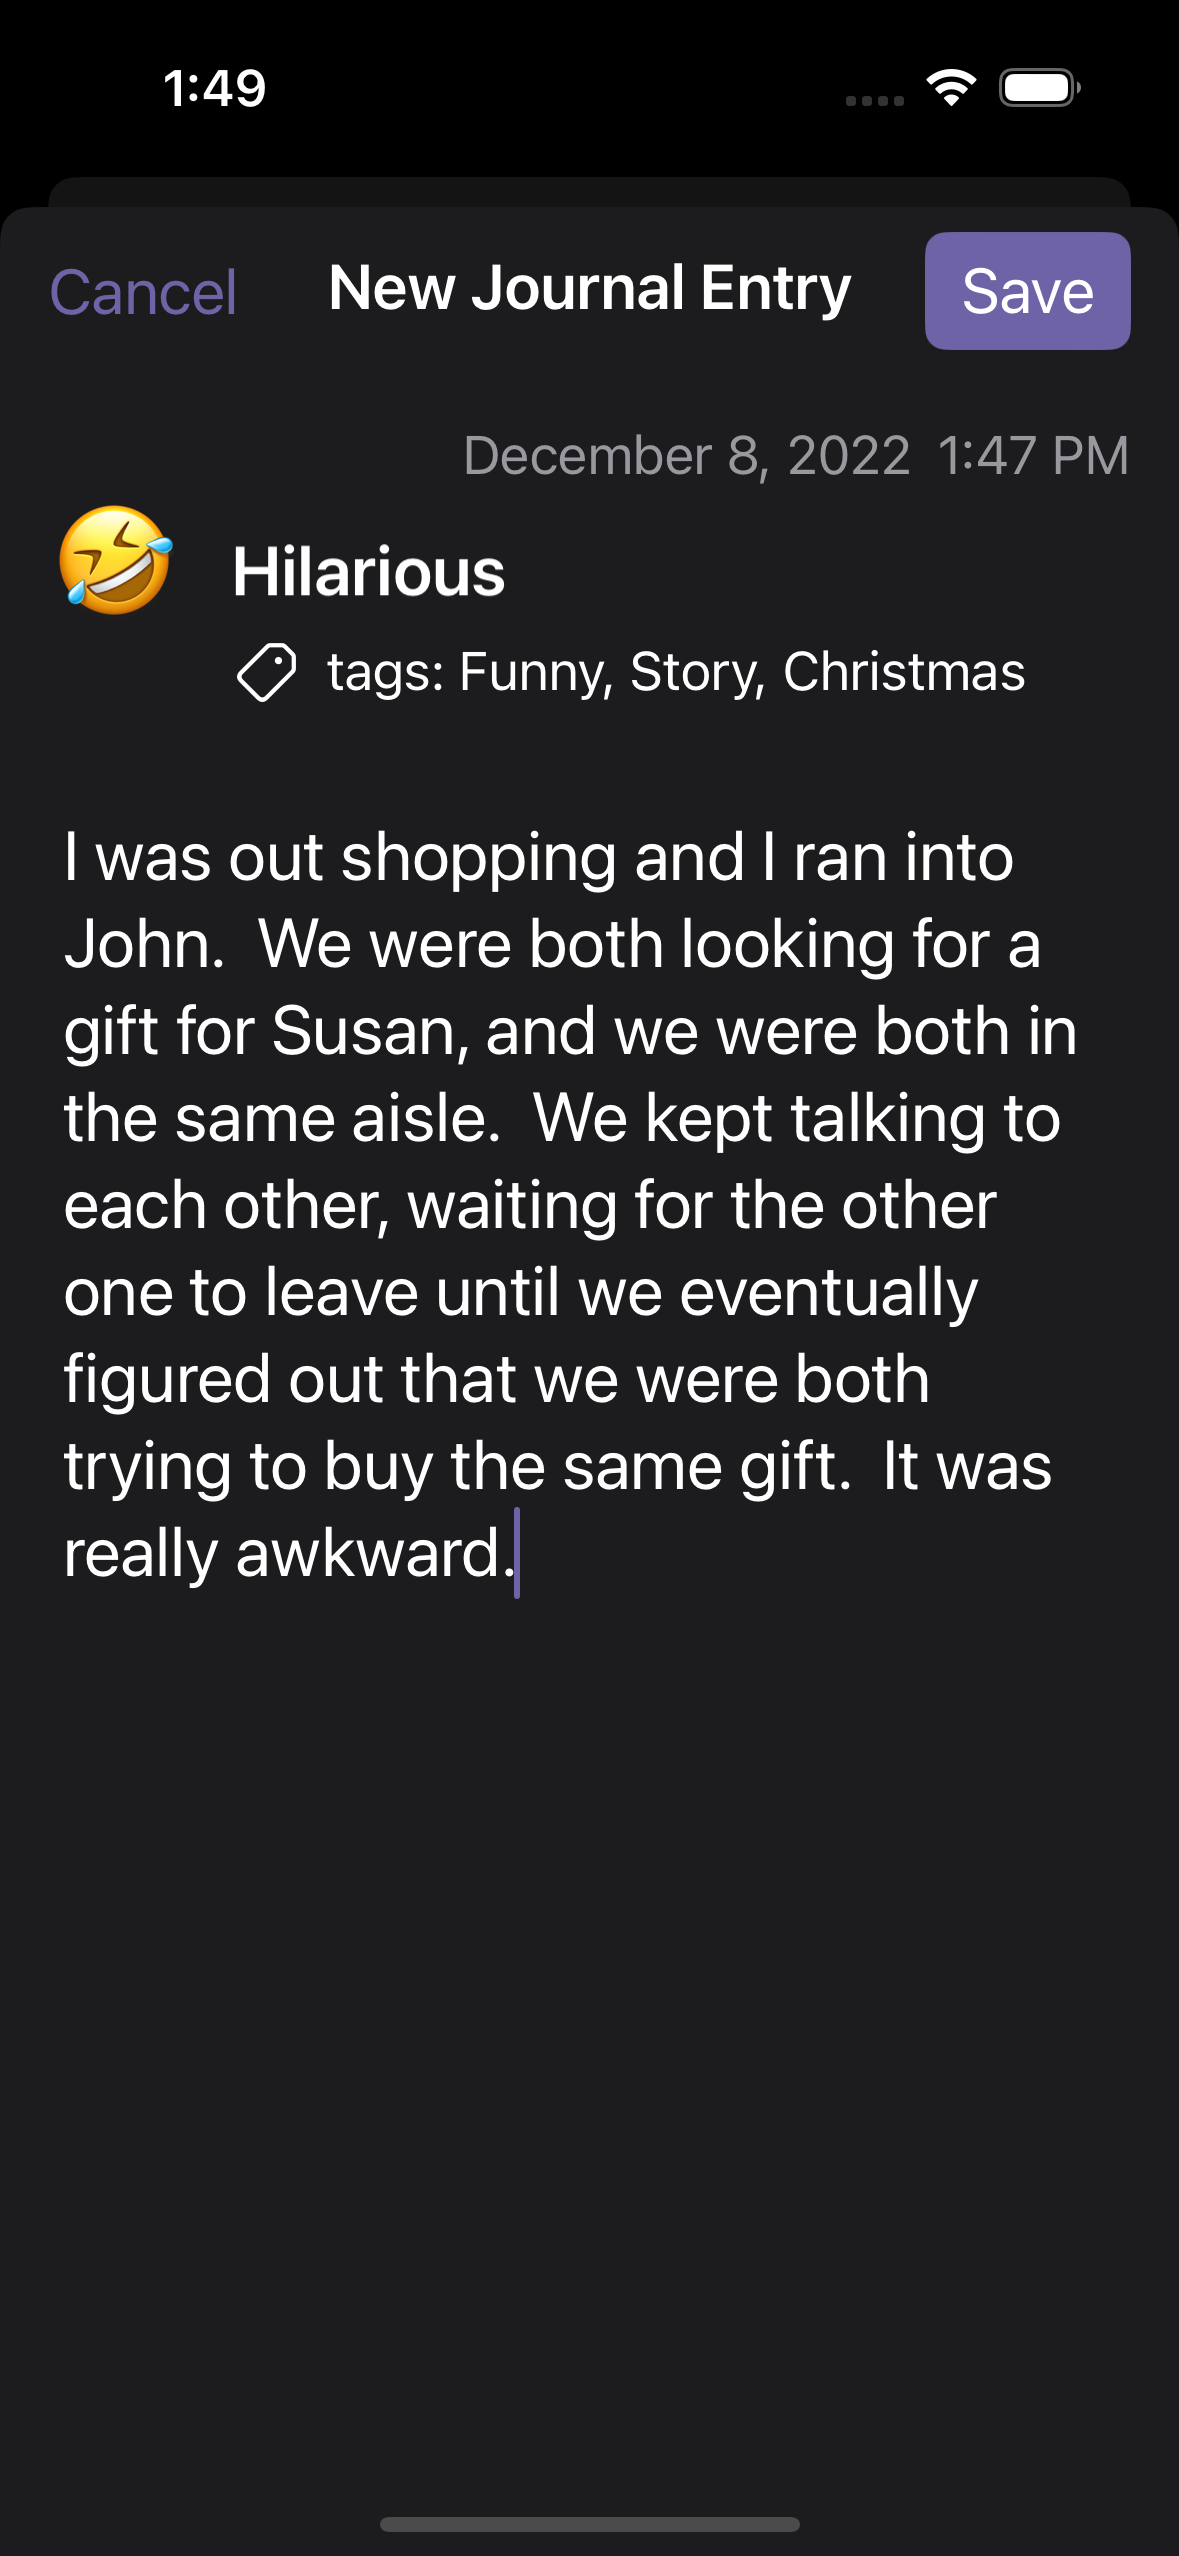 1:49
Cancel New Journal Entry Save
December 8, 2022  1:47 PM
Hilarious
tags: Funny, Story, Christmas
I was out shopping and I ran into
John.  We were both looking for a
gift for Susan, and we were both in
the same aisle.  We kept talking to
each other, waiting for the other
one to leave until we eventually
figured out that we were both
trying to buy the same gift.  It was
really awkward.